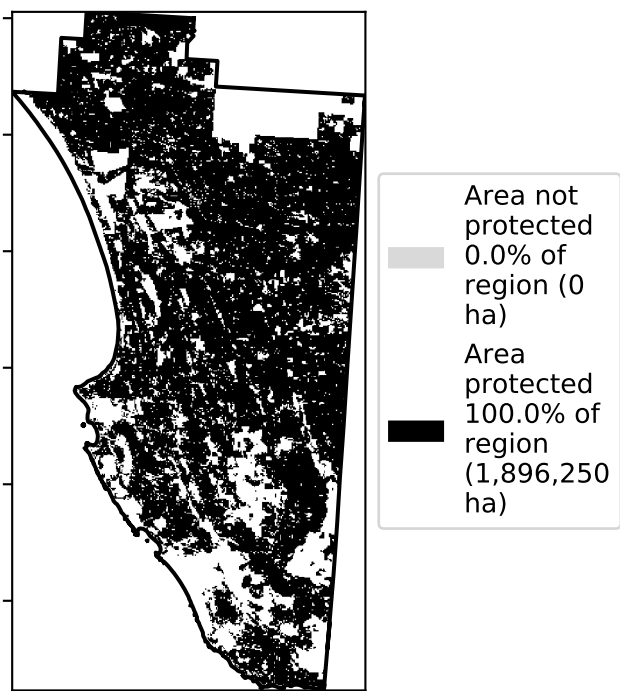 Area not
protected
0.0% of
region (0
ha)
Area
protected
100.0% of
region
(1,896,250
ha)